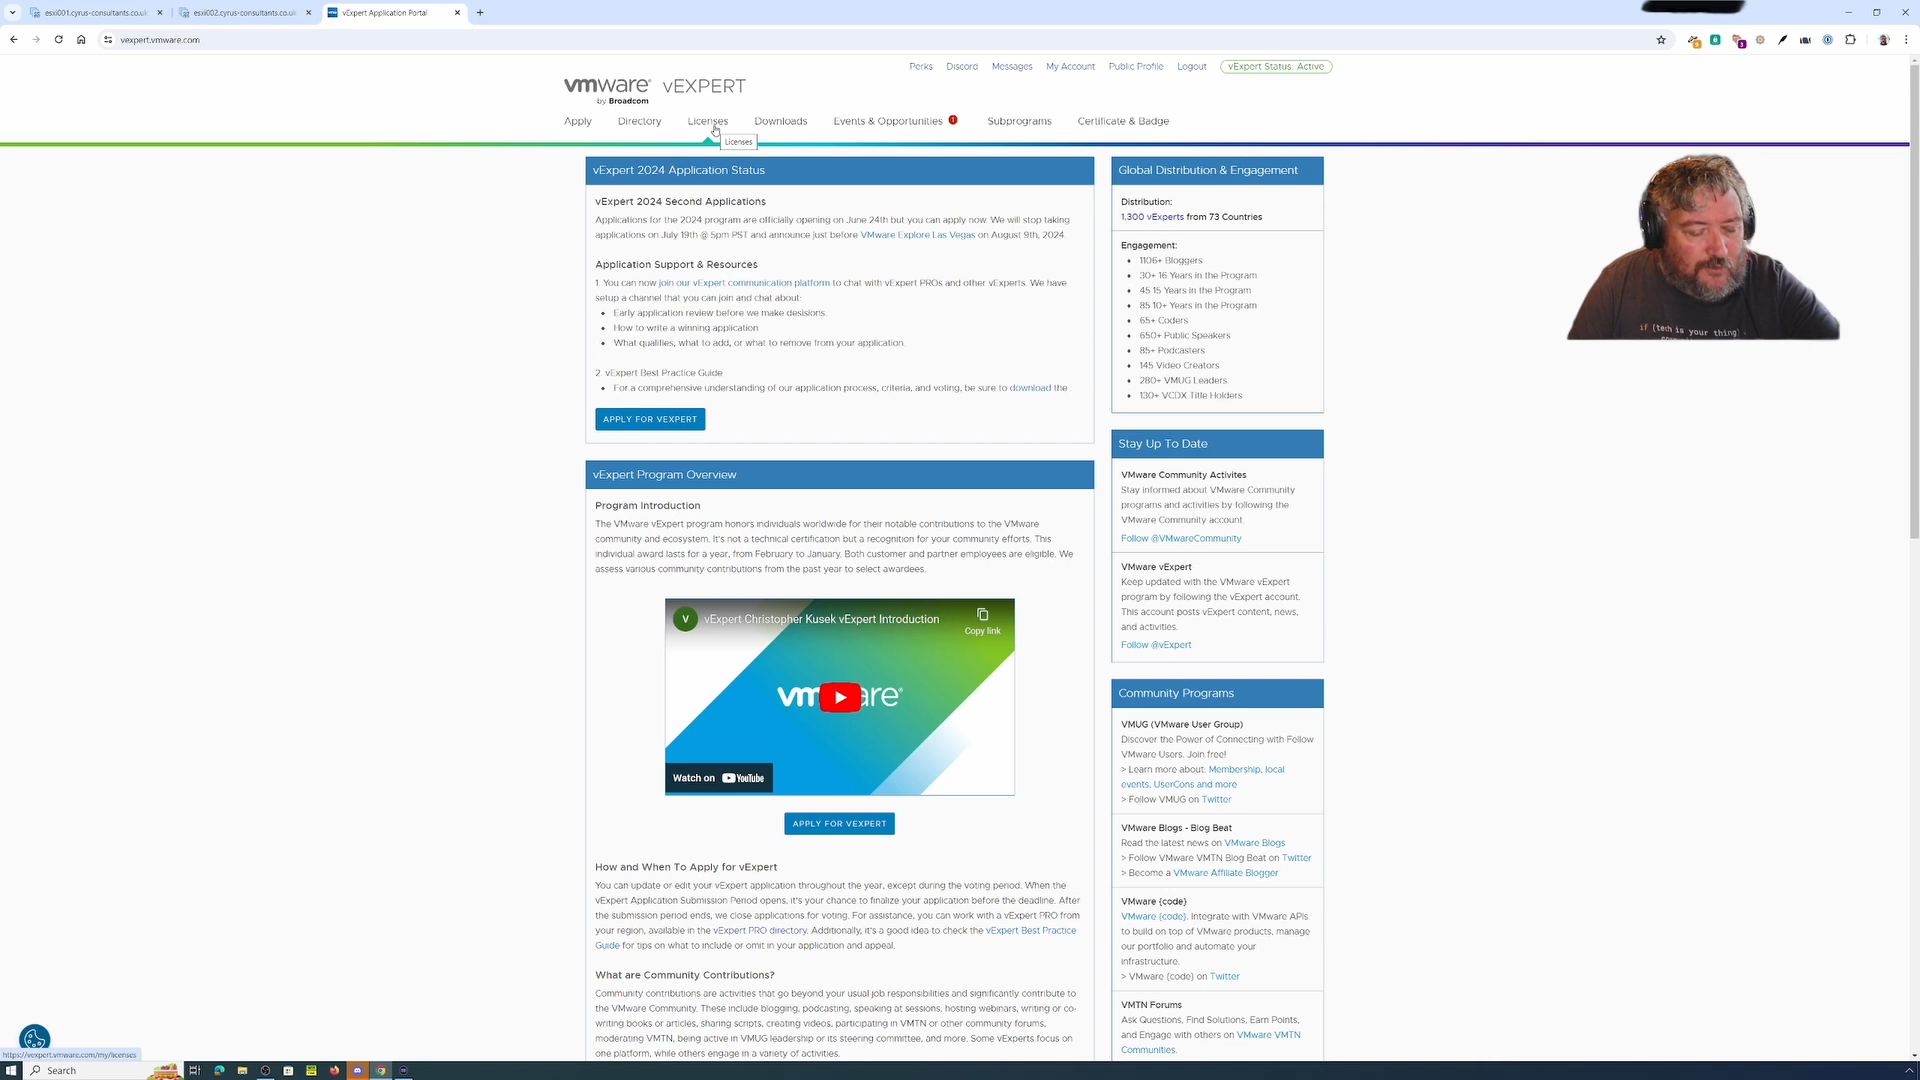 esxi001.cyrus-consultants.co.uk
esxi002.cyrus-consultants.co.uk
vExpert Application Portal
vexpert.vmware.com
Perks
Discord
Messages
My Account
Public Profile
Logout
vExpert Status: Active
vmware® vEXPERT
by Broadcom
Apply
Directory
Licenses
Downloads
Events & Opportunities 1
Subprograms
Certificate & Badge
Licenses
vExpert 2024 Application Status
vExpert 2024 Second Applications
Applications for the 2024 program are officially opening on June 24th but you can apply now. We will stop taking
applications on July 19th @ 5pm PST and announce just before VMware Explore Las Vegas on August 9th, 2024.
Application Support & Resources
1. You can now join our vExpert communication platform to chat with vExpert PROs and other vExperts. We have
setup a channel that you can join and chat about:
• Early application review before we make decisions.
• How to write a winning application
• What qualifies, what to add, or what to remove from your application.
2. vExpert Best Practice Guide
• For a comprehensive understanding of our application process, criteria, and voting, be sure to download the .
APPLY FOR VEXPERT
vExpert Program Overview
Program Introduction
The VMware vExpert program honors individuals worldwide for their notable contributions to the VMware
community and ecosystem. It's not a technical certification but a recognition for your community efforts. This
individual award lasts for a year, from February to January. Both customer and partner employees are eligible. We
assess various community contributions from the past year to select awardees.
V
vExpert Christopher Kusek vExpert Introduction
Copy link
Watch on YouTube
APPLY FOR VEXPERT
How and When To Apply for vExpert
You can update or edit your vExpert application throughout the year, except during the voting period. When the
vExpert Application Submission Period opens, it's your chance to finalize your application before the deadline. After
the submission period ends, we close applications for voting. For assistance, you can work with a vExpert PRO from
your region, available in the vExpert PRO directory. Additionally, it's a good idea to check the vExpert Best Practice
Guide for tips on what to include or omit in your application and appeal.
What are Community Contributions?
Community contributions are activities that go beyond your usual job responsibilities and significantly contribute to
the VMware Community. These include blogging, podcasting, speaking at sessions, hosting webinars, writing or co-
writing books or articles, sharing scripts, creating videos, participating in VMTN or other community forums,
moderating VMTN, being active in VMUG leadership or its steering committee, and more. Some vExperts focus on
one platform, while others engage in a variety of activities.
Global Distribution & Engagement
Distribution:
1,300 vExperts from 73 Countries
Engagement:
• 1106+ Bloggers
• 30+ 16 Years in the Program
• 45 15 Years in the Program
• 85 10+ Years in the Program
• 65+ Coders
• 650+ Public Speakers
• 85+ Podcasters
• 145 Video Creators
• 280+ VMUG Leaders
• 130+ VCDX Title Holders
Stay Up To Date
VMware Community Activites
Stay informed about VMware Community
programs and activities by following the
VMware Community account.
Follow @VMwareCommunity
VMware vExpert
Keep updated with the VMware vExpert
program by following the vExpert account.
This account posts vExpert content, news,
and activities.
Follow @vExpert
Community Programs
VMUG (VMware User Group)
Discover the Power of Connecting with Fellow
VMware Users. Join free!
> Learn more about: Membership, local
events, UserCons and more
> Follow VMUG on Twitter
VMware Blogs - Blog Beat
Read the latest news on VMware Blogs
> Follow VMware VMTN Blog Beat on Twitter
> Become a VMware Affiliate Blogger
VMware {code}
VMware {code}. Integrate with VMware APIs
to build on top of VMware products, manage
our portfolio and automate your
infrastructure.
> VMware {code} on Twitter
VMTN Forums
Ask Questions, Find Solutions, Earn Points,
and Engage with others on VMware VMTN
Communities.
if (tech is your thing)
https://vexpert.vmware.com/my/licenses
Search